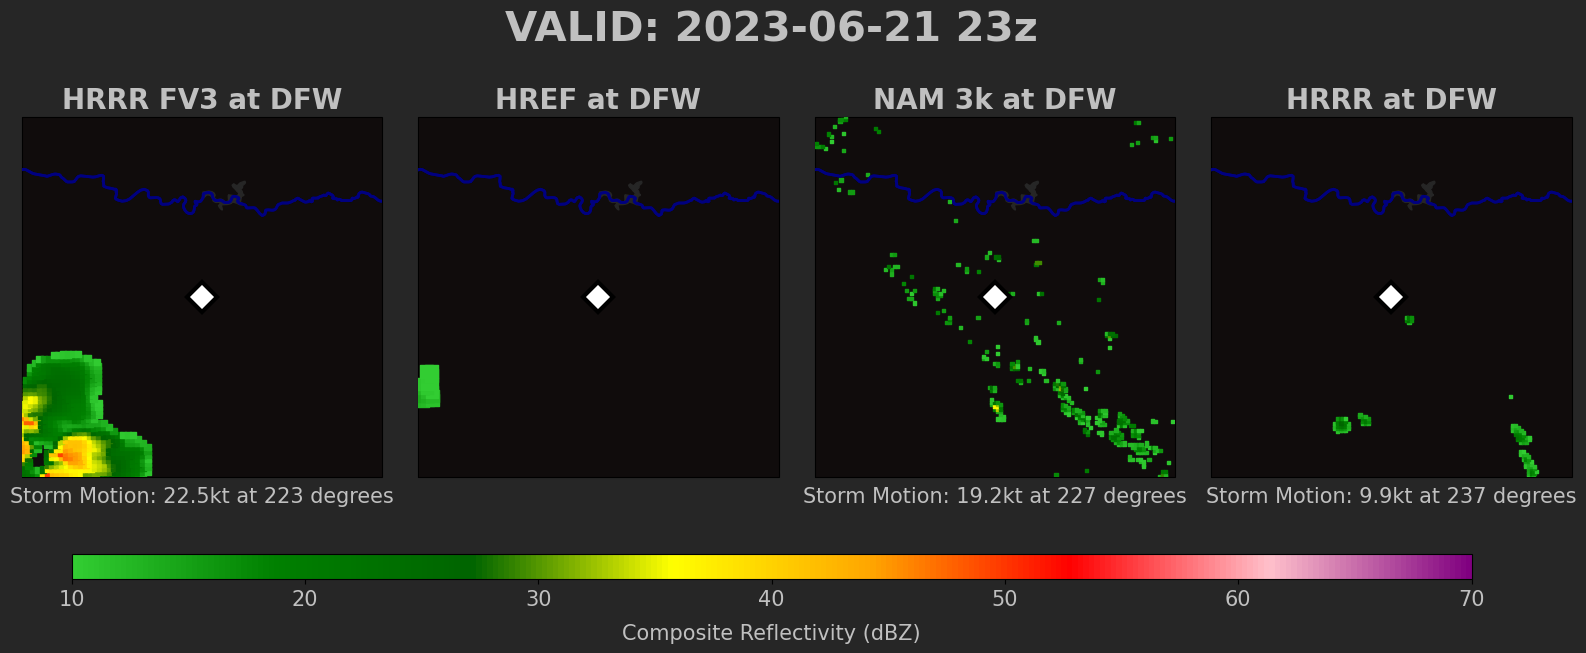 VALID: 2023-06-21 23z
HRRR FV3 at DFW
HREF at DFW
NAM 3k at DFW
HRRR at DFW
Storm Motion: 22.5kt at 223 degrees
Storm Motion: 19.2kt at 227 degrees
Storm Motion: 9.9kt at 237 degrees
10 20 30 40 50 60 70
Composite Reflectivity (dBZ)